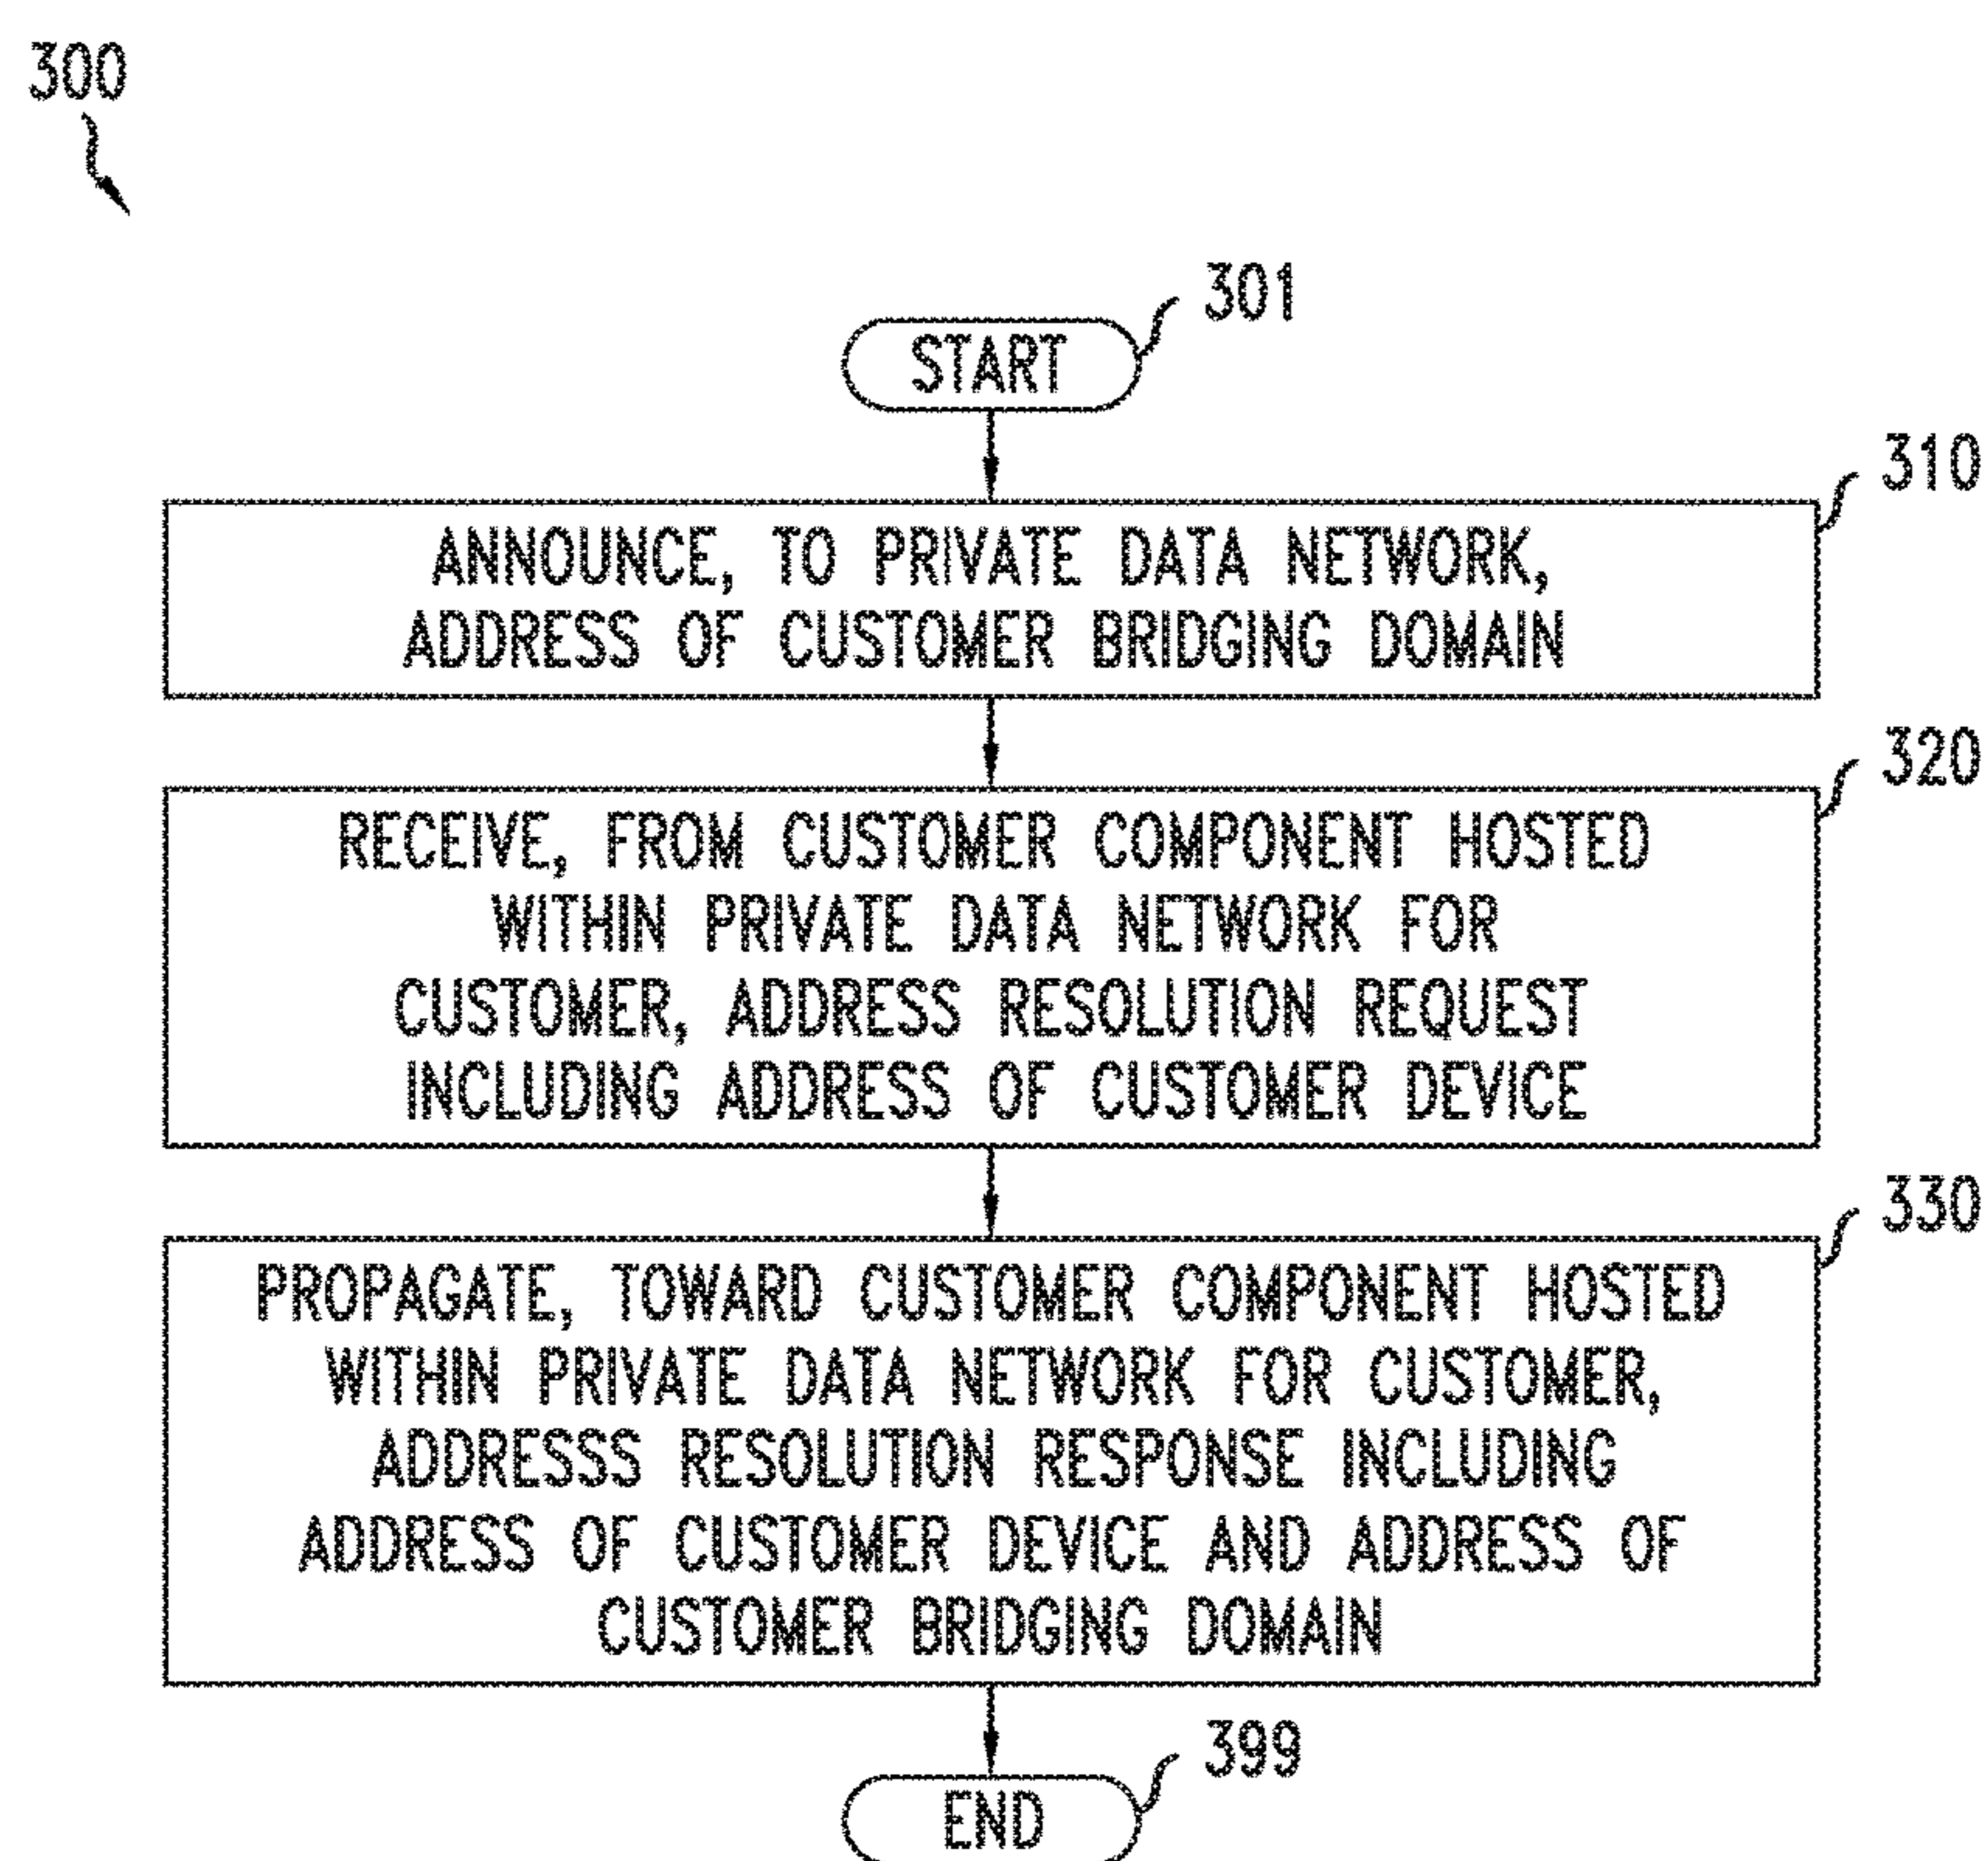 300
301
START
310
ANNOUNCE, TO PRIVATE DATA NETWORK,
ADDRESS OF CUSTOMER BRIDGING DOMAIN
320
RECEIVE, FROM CUSTOMER COMPONENT HOSTED
WITHIN PRIVATE DATA NETWORK FOR
CUSTOMER, ADDRESS RESOLUTION REQUEST
INCLUDING ADDRESS OF CUSTOMER DEVICE
330
PROPAGATE, TOWARD CUSTOMER COMPONENT HOSTED
WITHIN PRIVATE DATA NETWORK FOR CUSTOMER,
ADDRESSS RESOLUTION RESPONSE INCLUDING
ADDRESS OF CUSTOMER DEVICE AND ADDRESS OF
CUSTOMER BRIDGING DOMAIN
399
END